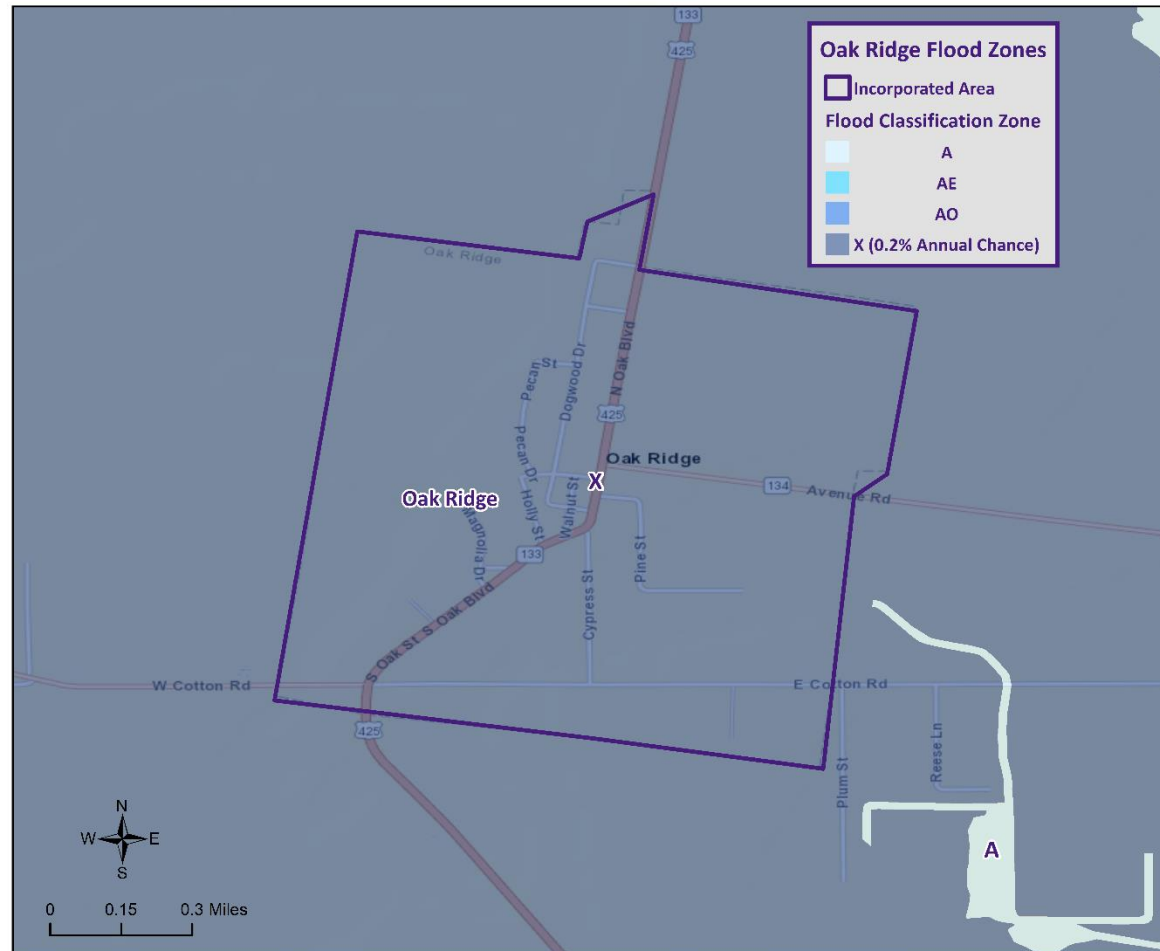 133
425
Oak Ridge Flood Zones
Incorporated Area
Flood Classification Zone
A
AE
AO
X (0.2% Annual Chance)
Oak Ridge
Pecan St
Dogwood Dr
N Oak Blvd
425
Pecan Dr
Oak Ridge
X
134
Avenue Rd
Oak Ridge
Holly St
Walnut St
Magnolia Dr
133
Pine St
Cypress St
S Oak St
S Oak Blvd
W Cotton Rd
E Cotton Rd
425
Plum St
Reese Ln
N
W E
S
A
0 0.15 0.3 Miles